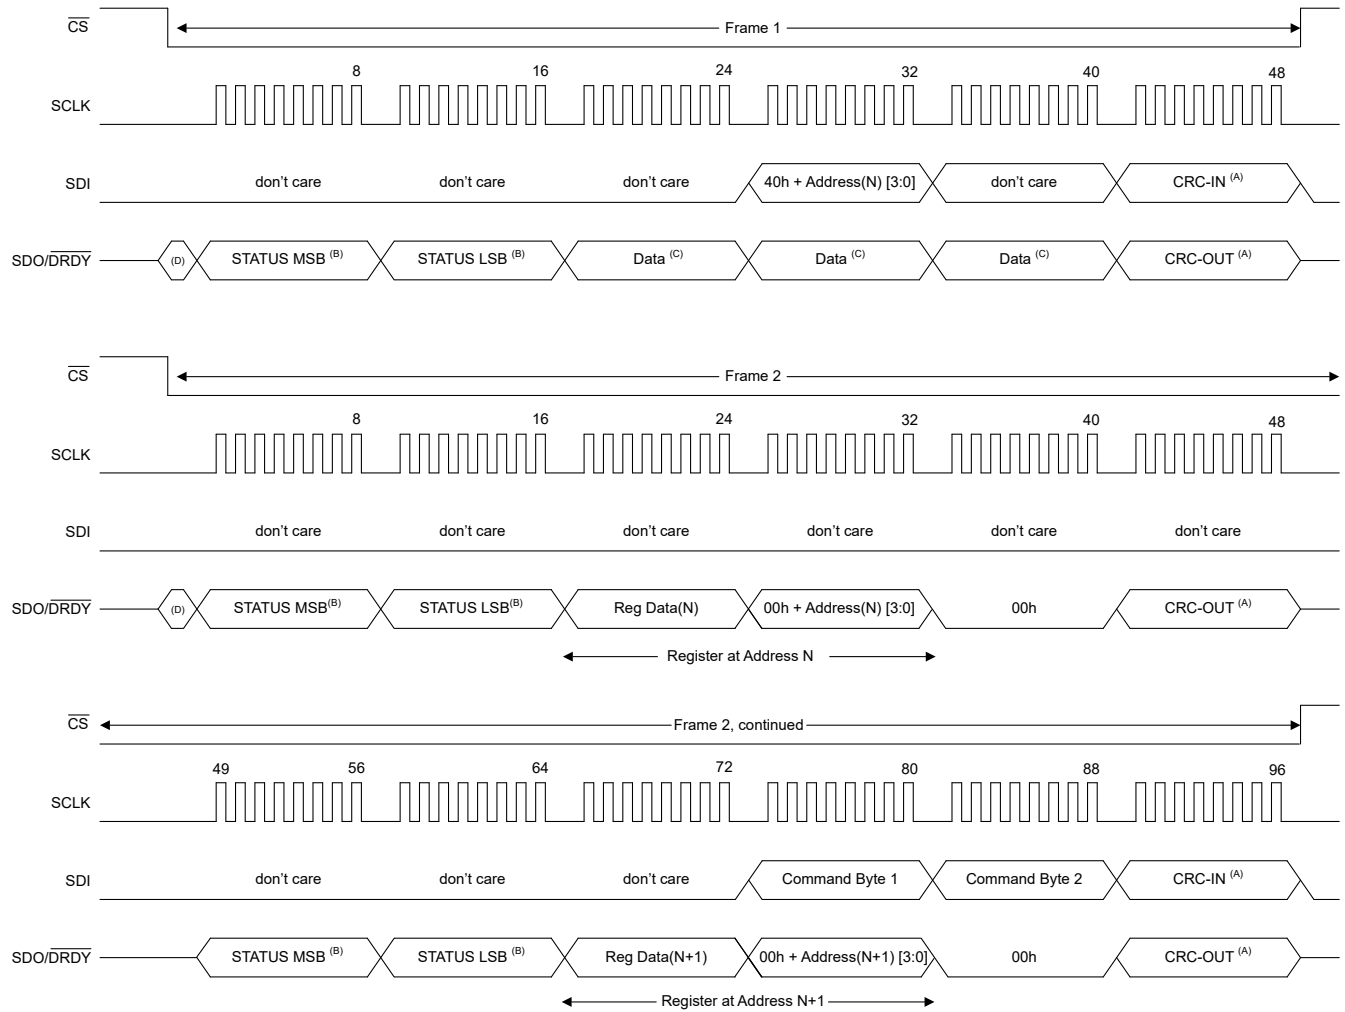 CS
Frame 1
8 16 24 32 40 48
SCLK
SDI don't care don't care don't care 40h + Address(N) [3:0] don't care CRC-IN (A)
SDO/DRDY (D) STATUS MSB (B) STATUS LSB (B) Data (C) Data (C) Data (C) CRC-OUT (A)
CS
Frame 2
8 16 24 32 40 48
SCLK
SDI don't care don't care don't care don't care don't care don't care
SDO/DRDY (D) STATUS MSB(B) STATUS LSB(B) Reg Data(N) 00h + Address(N) [3:0] 00h CRC-OUT (A)
Register at Address N
CS
Frame 2, continued
49 56 64 72 80 88 96
SCLK
SDI don't care don't care don't care Command Byte 1 Command Byte 2 CRC-IN (A)
SDO/DRDY STATUS MSB (B) STATUS LSB (B) Reg Data(N+1) 00h + Address(N+1) [3:0] 00h CRC-OUT (A)
Register at Address N+1